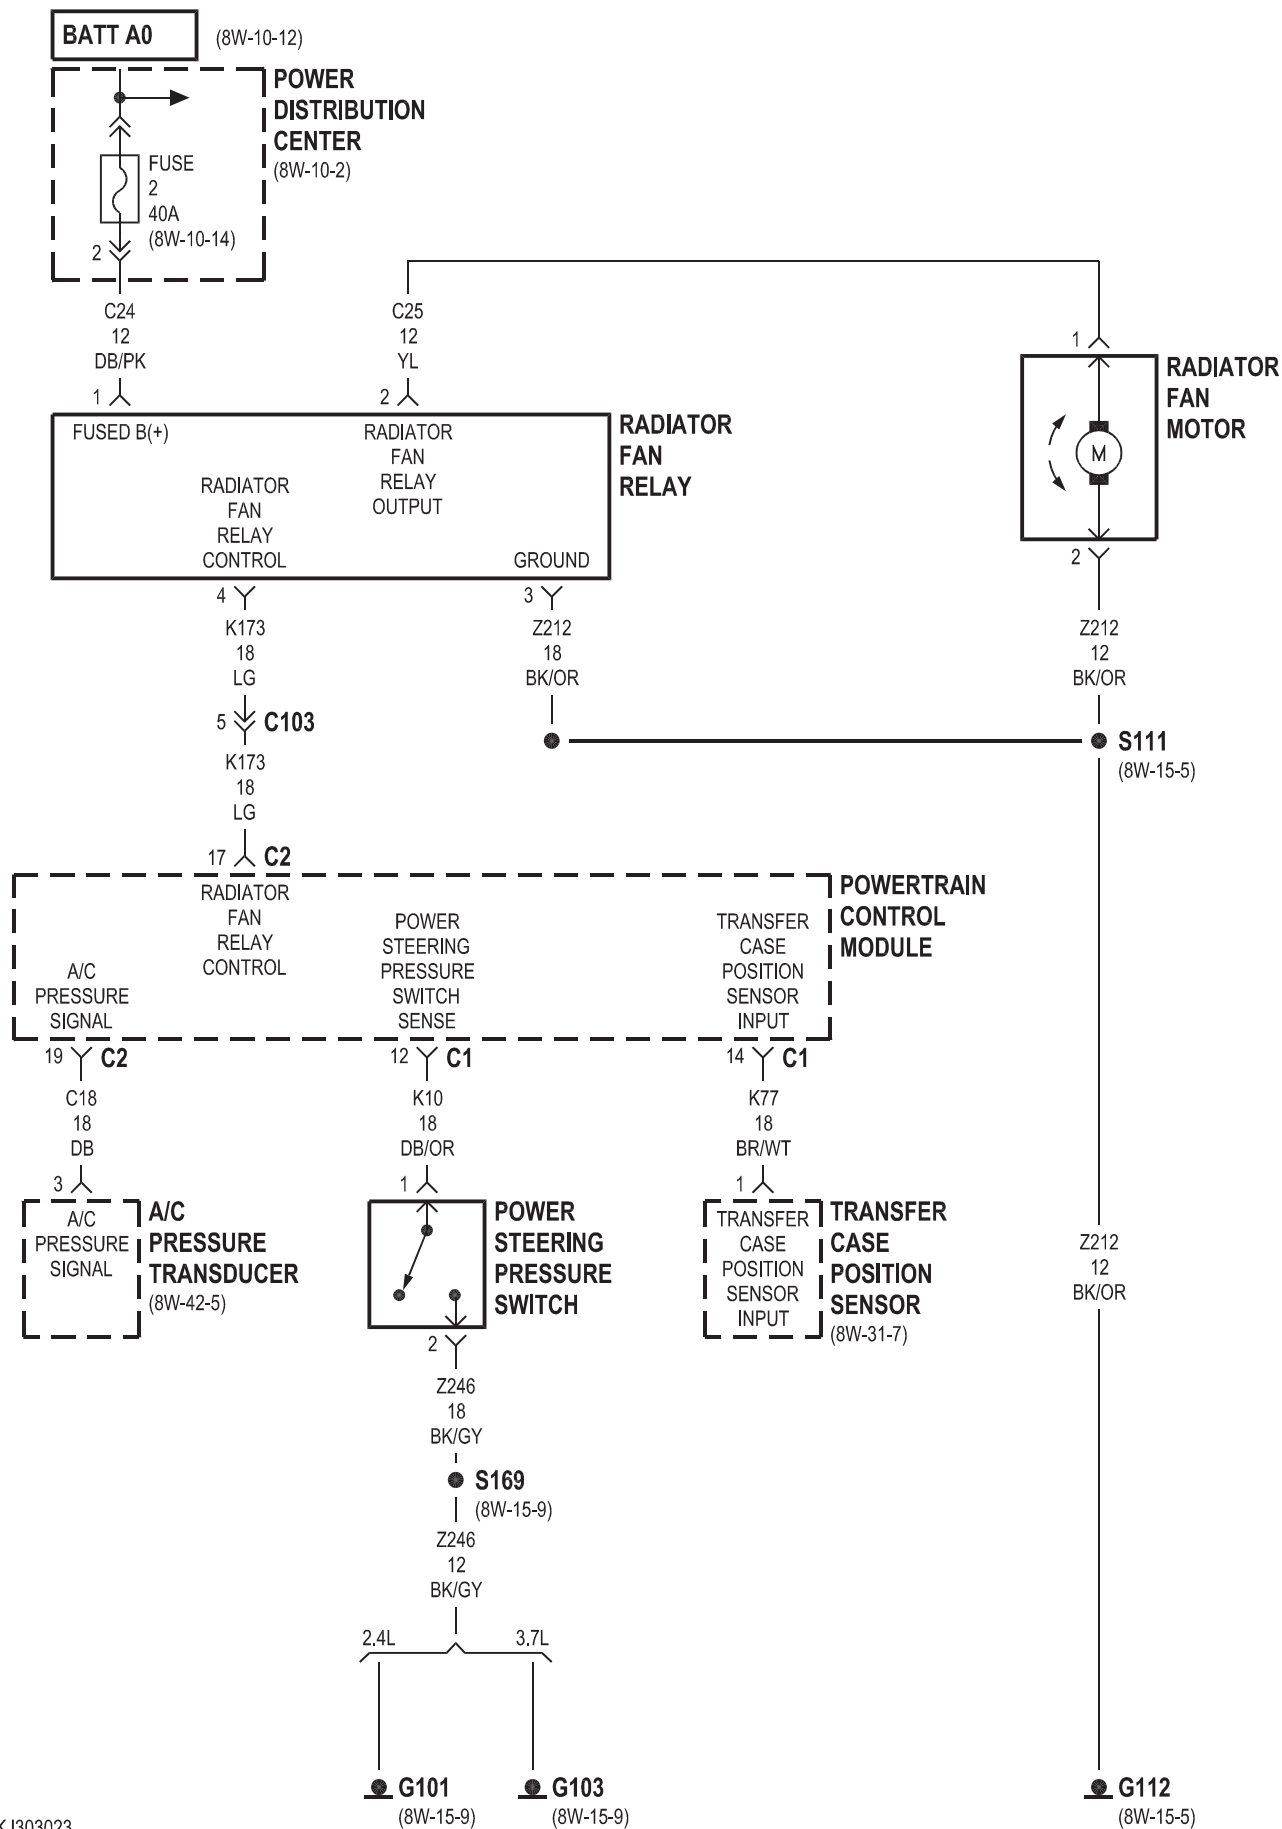 BATT A0
(8W-10-12)
POWER
DISTRIBUTION
CENTER
(8W-10-2)
FUSE
2
40A
(8W-10-14)
2
C24
12
DB/PK
1
C25
12
YL
2
1
RADIATOR
FAN
MOTOR
M
2
FUSED B(+)
RADIATOR
FAN
RELAY
OUTPUT
RADIATOR
FAN
RELAY
CONTROL
GROUND
RADIATOR
FAN
RELAY
4
K173
18
LG
5
C103
K173
18
LG
17
C2
3
Z212
18
BK/OR
Z212
12
BK/OR
S111
(8W-15-5)
RADIATOR
FAN
RELAY
CONTROL
A/C
PRESSURE
SIGNAL
POWER
STEERING
PRESSURE
SWITCH
SENSE
TRANSFER
CASE
POSITION
SENSOR
INPUT
POWERTRAIN
CONTROL
MODULE
19
C2
C18
18
DB
3
12
C1
K10
18
DB/OR
1
14
C1
K77
18
BR/WT
1
A/C
PRESSURE
SIGNAL
A/C
PRESSURE
TRANSDUCER
(8W-42-5)
POWER
STEERING
PRESSURE
SWITCH
TRANSFER
CASE
POSITION
SENSOR
INPUT
TRANSFER
CASE
POSITION
SENSOR
(8W-31-7)
Z212
12
BK/OR
2
Z246
18
BK/GY
S169
(8W-15-9)
Z246
12
BK/GY
2.4L
3.7L
G101
(8W-15-9)
G103
(8W-15-9)
G112
(8W-15-5)